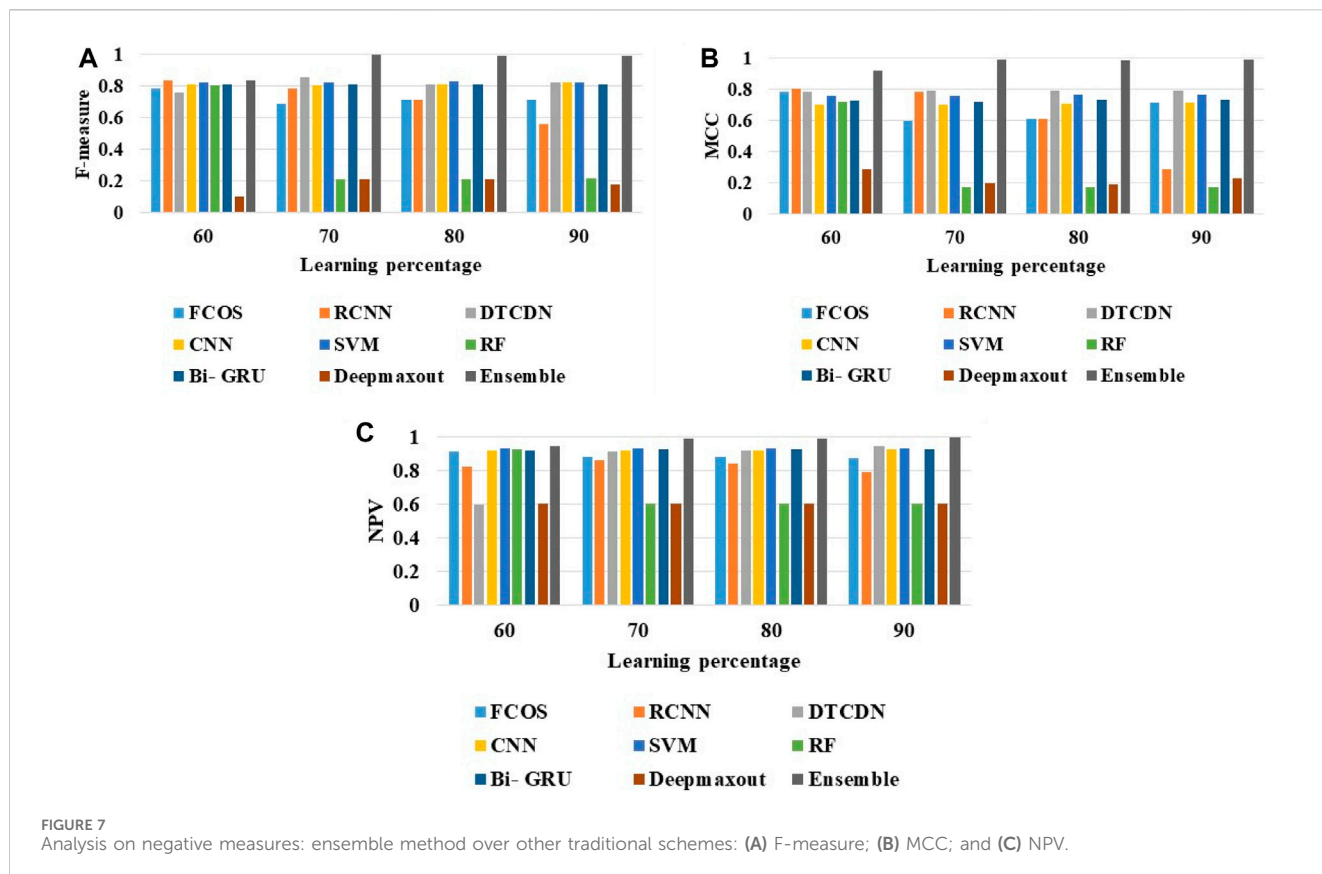 A
1
0.8
0.6
0.4
0.2
0
F-measure
60 70 80 90
Learning percentage
FCOS RCNN DTCDN
CNN SVM RF
Bi- GRU Deepmaxout Ensemble
B
1
0.8
0.6
0.4
0.2
0
MCC
60 70 80 90
Learning percentage
FCOS RCNN DTCDN
CNN SVM RF
Bi- GRU Deepmaxout Ensemble
C
1
0.8
0.6
0.4
0.2
0
NPV
60 70 80 90
Learning percentage
FCOS RCNN DTCDN
CNN SVM RF
Bi- GRU Deepmaxout Ensemble
FIGURE 7
Analysis on negative measures: ensemble method over other traditional schemes: (A) F-measure; (B) MCC; and (C) NPV.